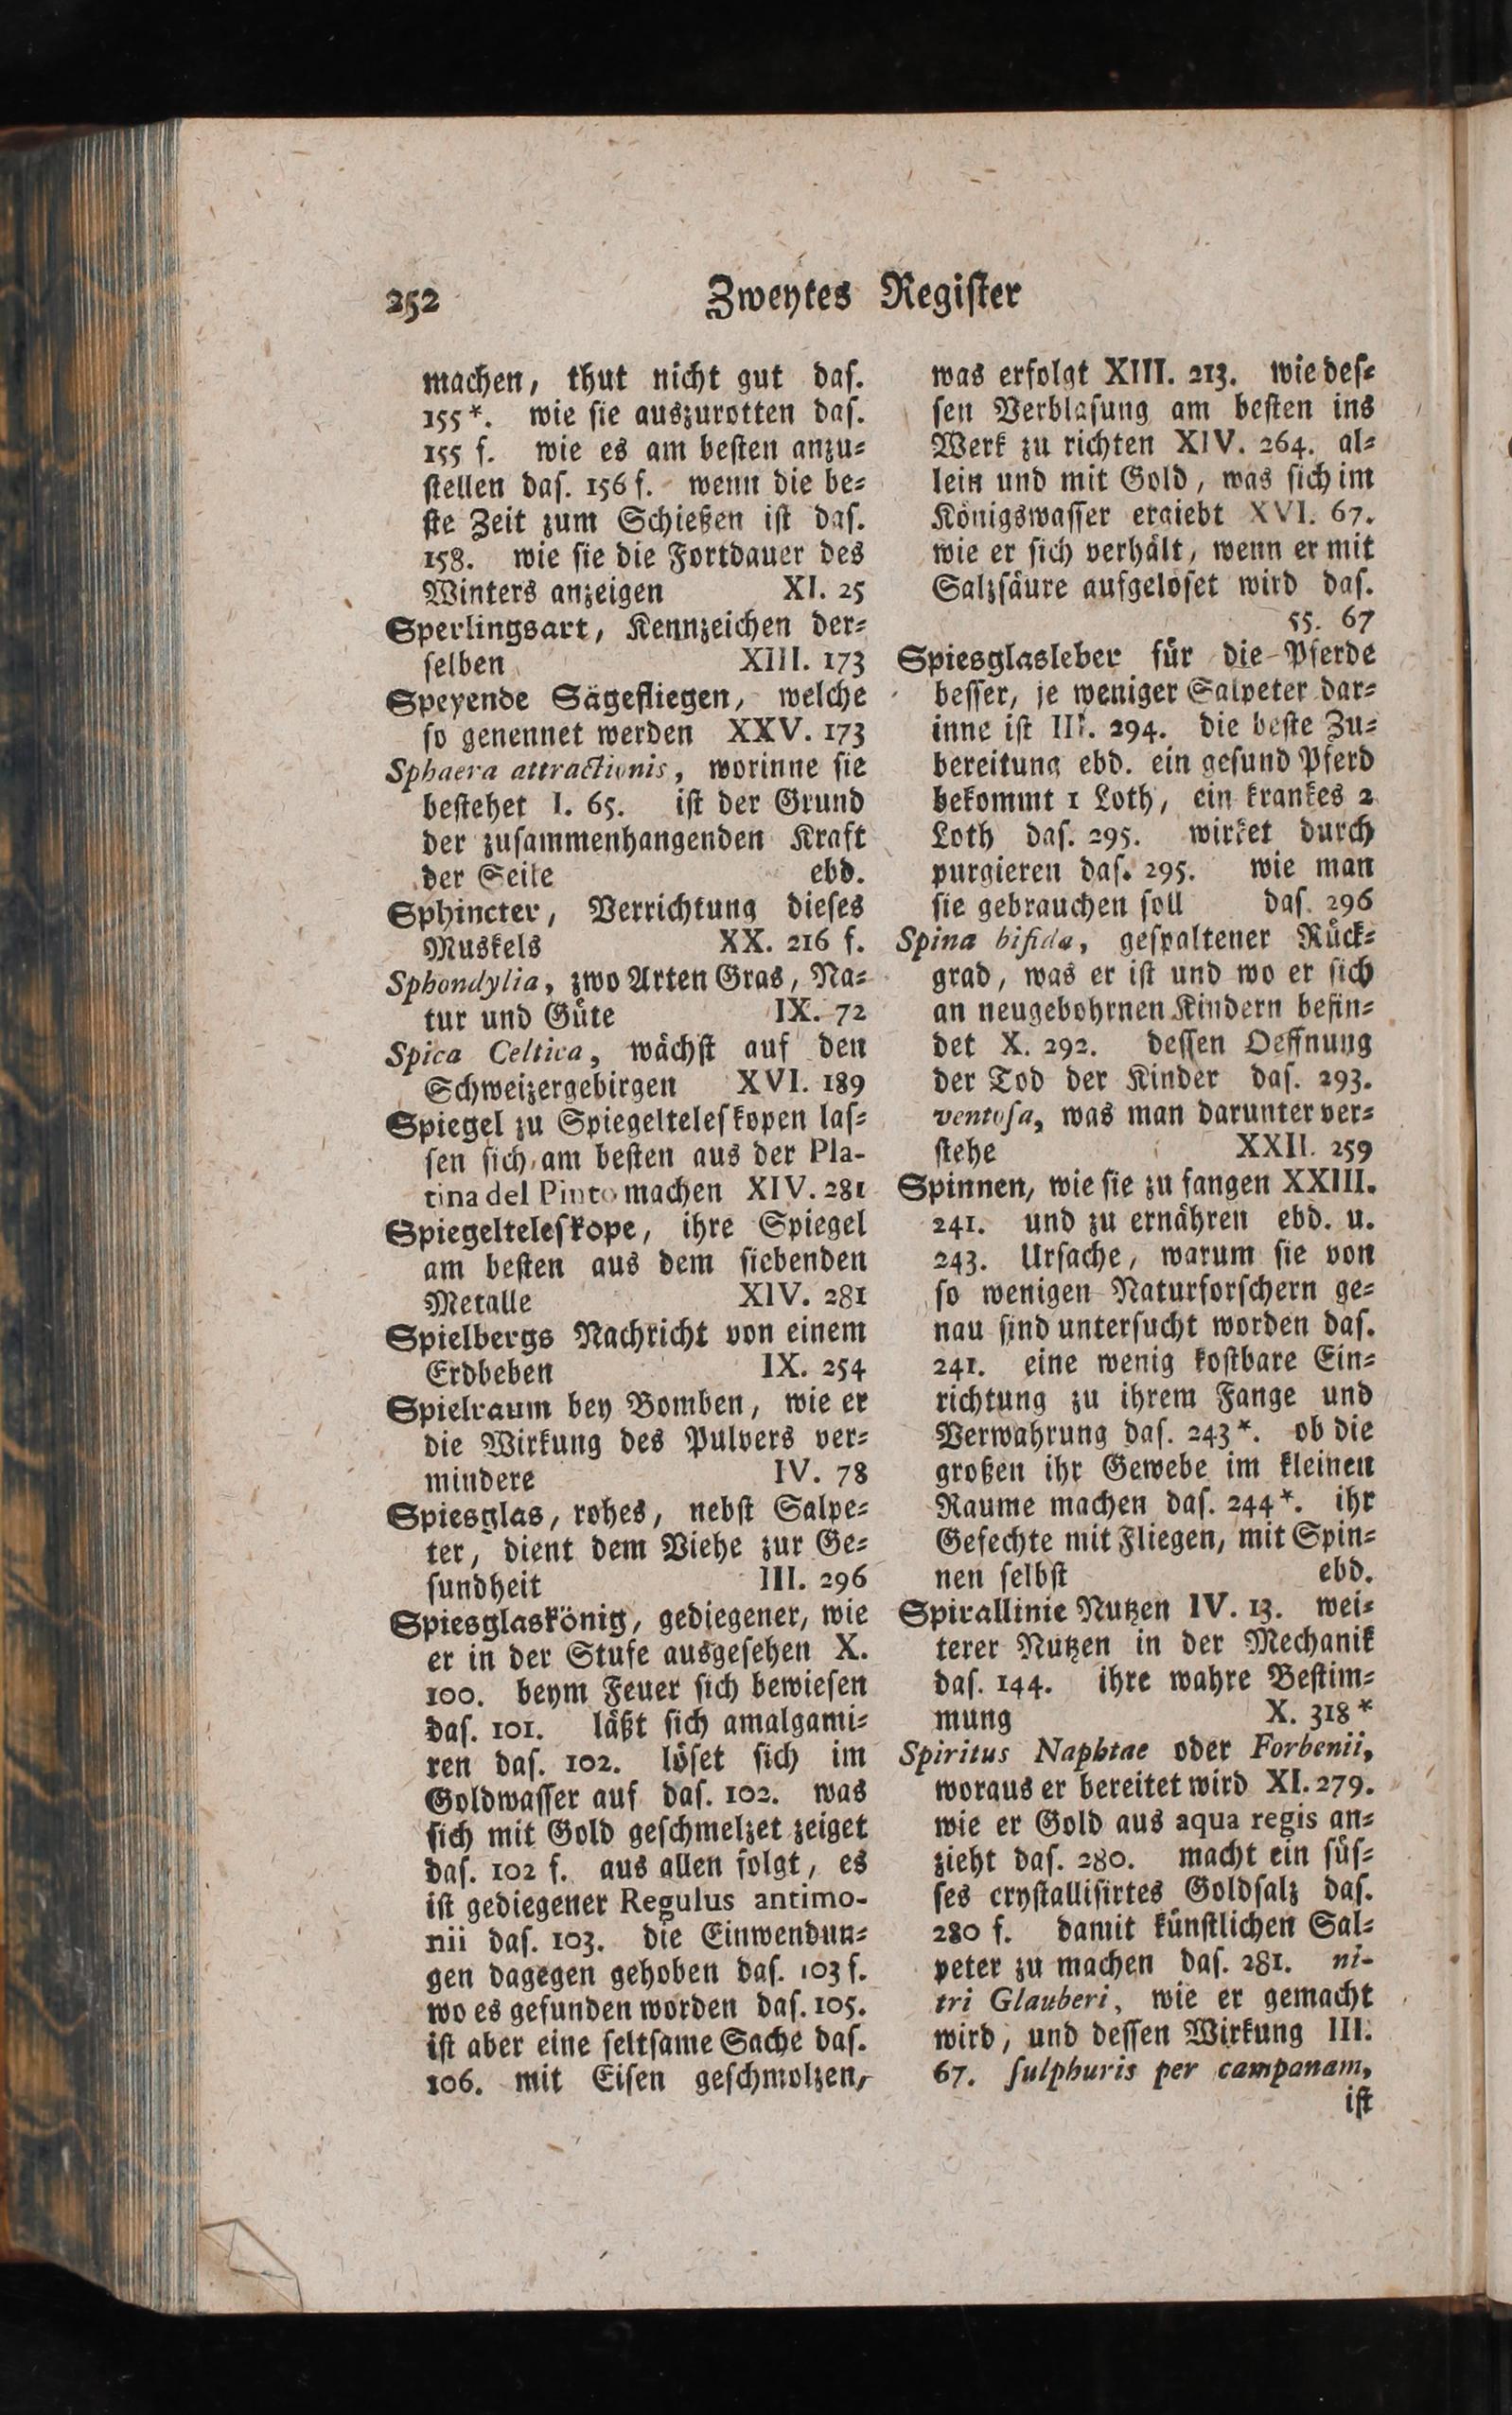 252 Zweytes Register
machen, thut nicht gut das.
155*. wie sie auszurotten das.
155 f. wie es am besten anzu-
stellen das. 156 f. wenn die be-
ste Zeit zum Schießen ist das.
158. wie sie die Fortdauer des
Winters anzeigen XI. 25
Sperlingsart, Kennzeichen der-
selben XIII. 173
Speyende Sägefliegen, welche
so genennet werden XXV. 173
Sphaera attractionis, worinne sie
bestehet I. 65. ist der Grund
der zusammenhangenden Kraft
der Seile ebd.
Sphincter, Verrichtung dieses
Muskels XX. 216 f.
Sphondylia, zwo Arten Gras, Na-
tur und Güte IX. 72
Spica Celtica, wächst auf den
Schweizergebirgen XVI. 189
Spiegel zu Spiegelteleskopen las-
sen sich am besten aus der Pla-
tina del Pinto machen XIV. 281
Spiegelteleskope, ihre Spiegel
am besten aus dem siebenden
Metalle XIV. 281
Spielbergs Nachricht von einem
Erdbeben IX. 254
Spielraum bey Bomben, wie er
die Wirkung des Pulvers ver-
mindere IV. 78
Spiesglas, rohes, nebst Salpe-
ter, dient dem Viehe zur Ge-
sundheit III. 296
Spiesglaskönig, gediegener, wie
er in der Stufe ausgesehen X.
100. beym Feuer sich bewiesen
das. 101. läßt sich amalgami-
ren das. 102. löset sich im
Goldwasser auf das. 102. was
sich mit Gold geschmelzet zeiget
das. 102 f. aus allen folgt, es
ist gediegener Regulus antimo-
nii das. 103. die Einwendun-
gen dagegen gehoben das. 103 f.
wo es gefunden worden das. 105.
ist aber eine seltsame Sache das.
106. mit Eisen geschmolzen,
was erfolgt XIII. 213. wie des-
sen Verblasung am besten ins
Werk zu richten XIV. 264. al-
lein und mit Gold, was sich im
Königswasser ergiebt XVI. 67.
wie er sich verhält, wenn er mit
Salzsäure aufgelöset wird das.
55. 67
Spiesglasleber für die Pferde
besser, je weniger Salpeter dar-
inne ist III. 294. die beste Zu-
bereitung ebd. ein gesund Pferd
bekommt 1 Loth, ein krankes 2
Loth das. 295. wirket durch
purgieren das. 295. wie man
sie gebrauchen soll das. 296
Spina bifida, gespaltener Rück-
grad, was er ist und wo er sich
an neugebohrnen Kindern befin-
det X. 292. dessen Oeffnung
der Tod der Kinder das. 293.
ventosa, was man darunter ver-
stehe XXII. 259
Spinnen, wie sie zu fangen XXIII.
241. und zu ernähren ebd. u.
243. Ursache, warum sie von
so wenigen Naturforschern ge-
nau sind untersucht worden das.
241. eine wenig kostbare Ein-
richtung zu ihrem Fange und
Verwahrung das. 243*. ob die
großen ihr Gewebe im kleinen
Raume machen das. 244*. ihr
Gefechte mit Fliegen, mit Spin-
nen selbst ebd.
Spirallinie Nutzen IV. 13. wei-
terer Nutzen in der Mechanik
das. 144. ihre wahre Bestim-
mung X. 318*
Spiritus Naphtae oder Forbenii,
woraus er bereitet wird XI. 279.
wie er Gold aus aqua regis an-
zieht das. 280. macht ein süs-
ses crystallisirtes Goldsalz das.
280 f. damit künstlichen Sal-
peter zu machen das. 281. ni-
tri Glauberi, wie er gemacht
wird, und dessen Wirkung III.
67. sulphuris per campanam,
ist